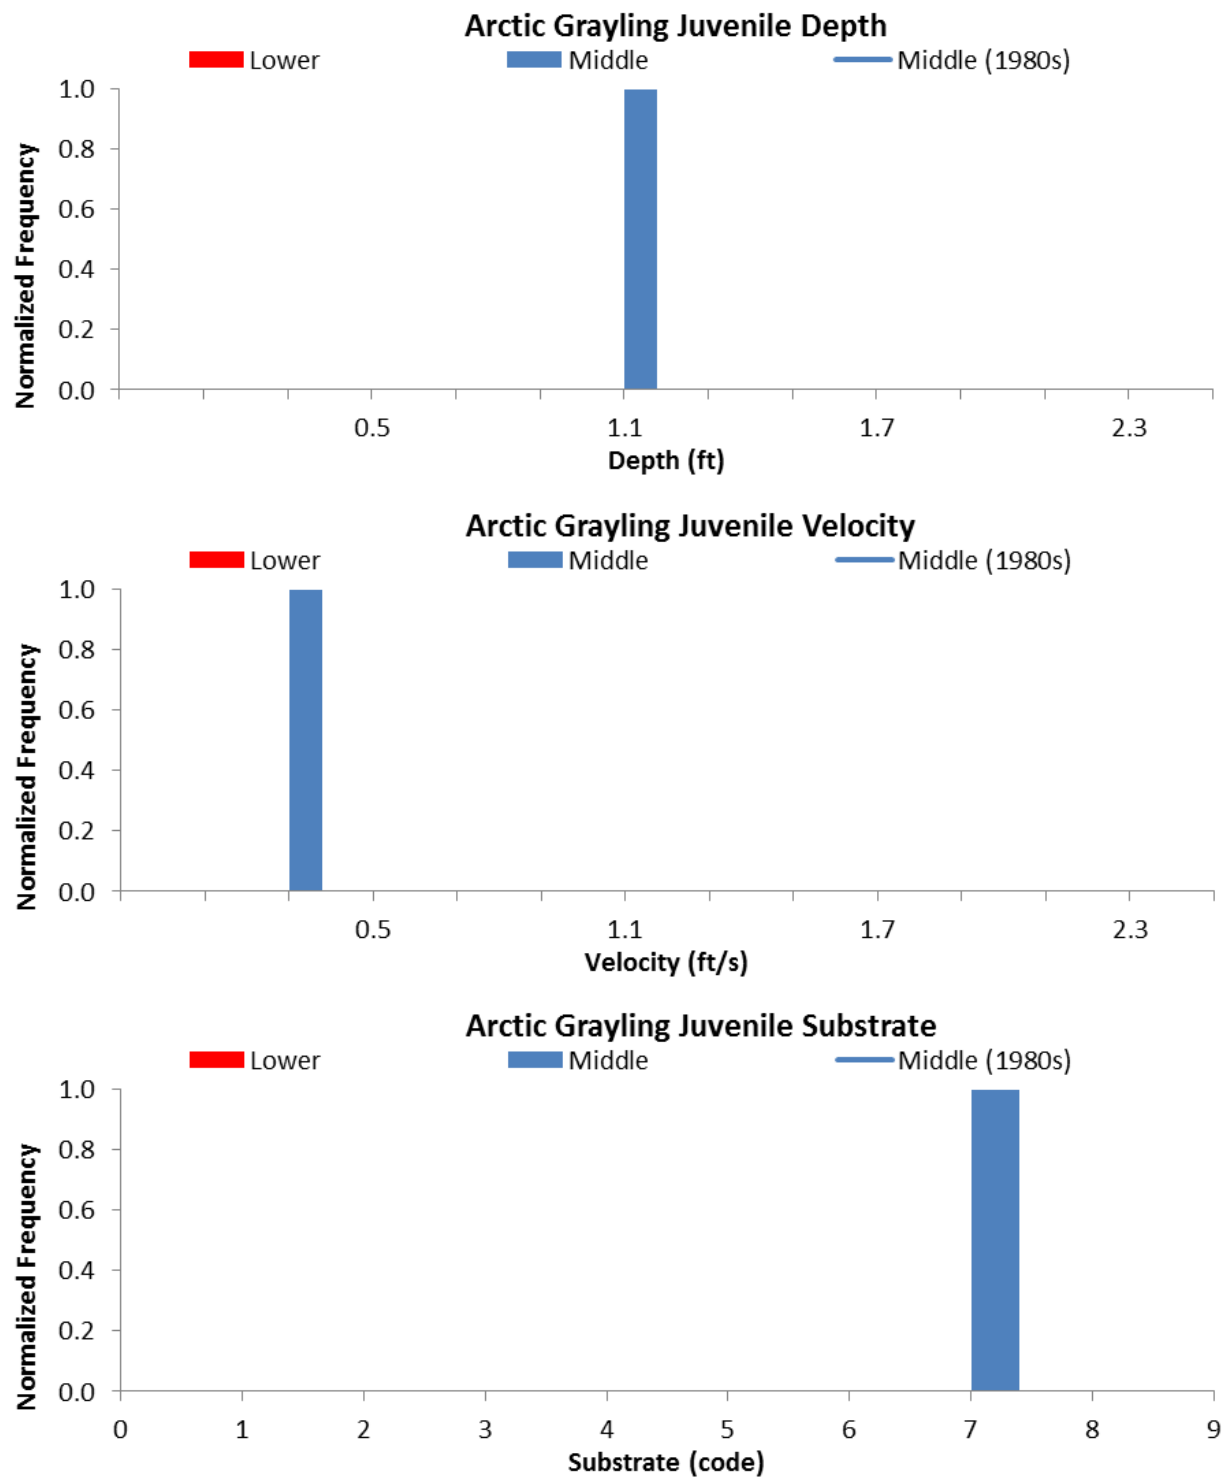 Arctic Grayling Juvenile Depth
Lower Middle Middle (1980s)
1.0
0.8
0.6
0.4
0.2
0.0
Normalized Frequency
0.5 1.1 1.7 2.3
Depth (ft)
Arctic Grayling Juvenile Velocity
Lower Middle Middle (1980s)
1.0
0.8
0.6
0.4
0.2
0.0
Normalized Frequency
0.5 1.1 1.7 2.3
Velocity (ft/s)
Arctic Grayling Juvenile Substrate
Lower Middle Middle (1980s)
1.0
0.8
0.6
0.4
0.2
0.0
Normalized Frequency
0 1 2 3 4 5 6 7 8 9
Substrate (code)